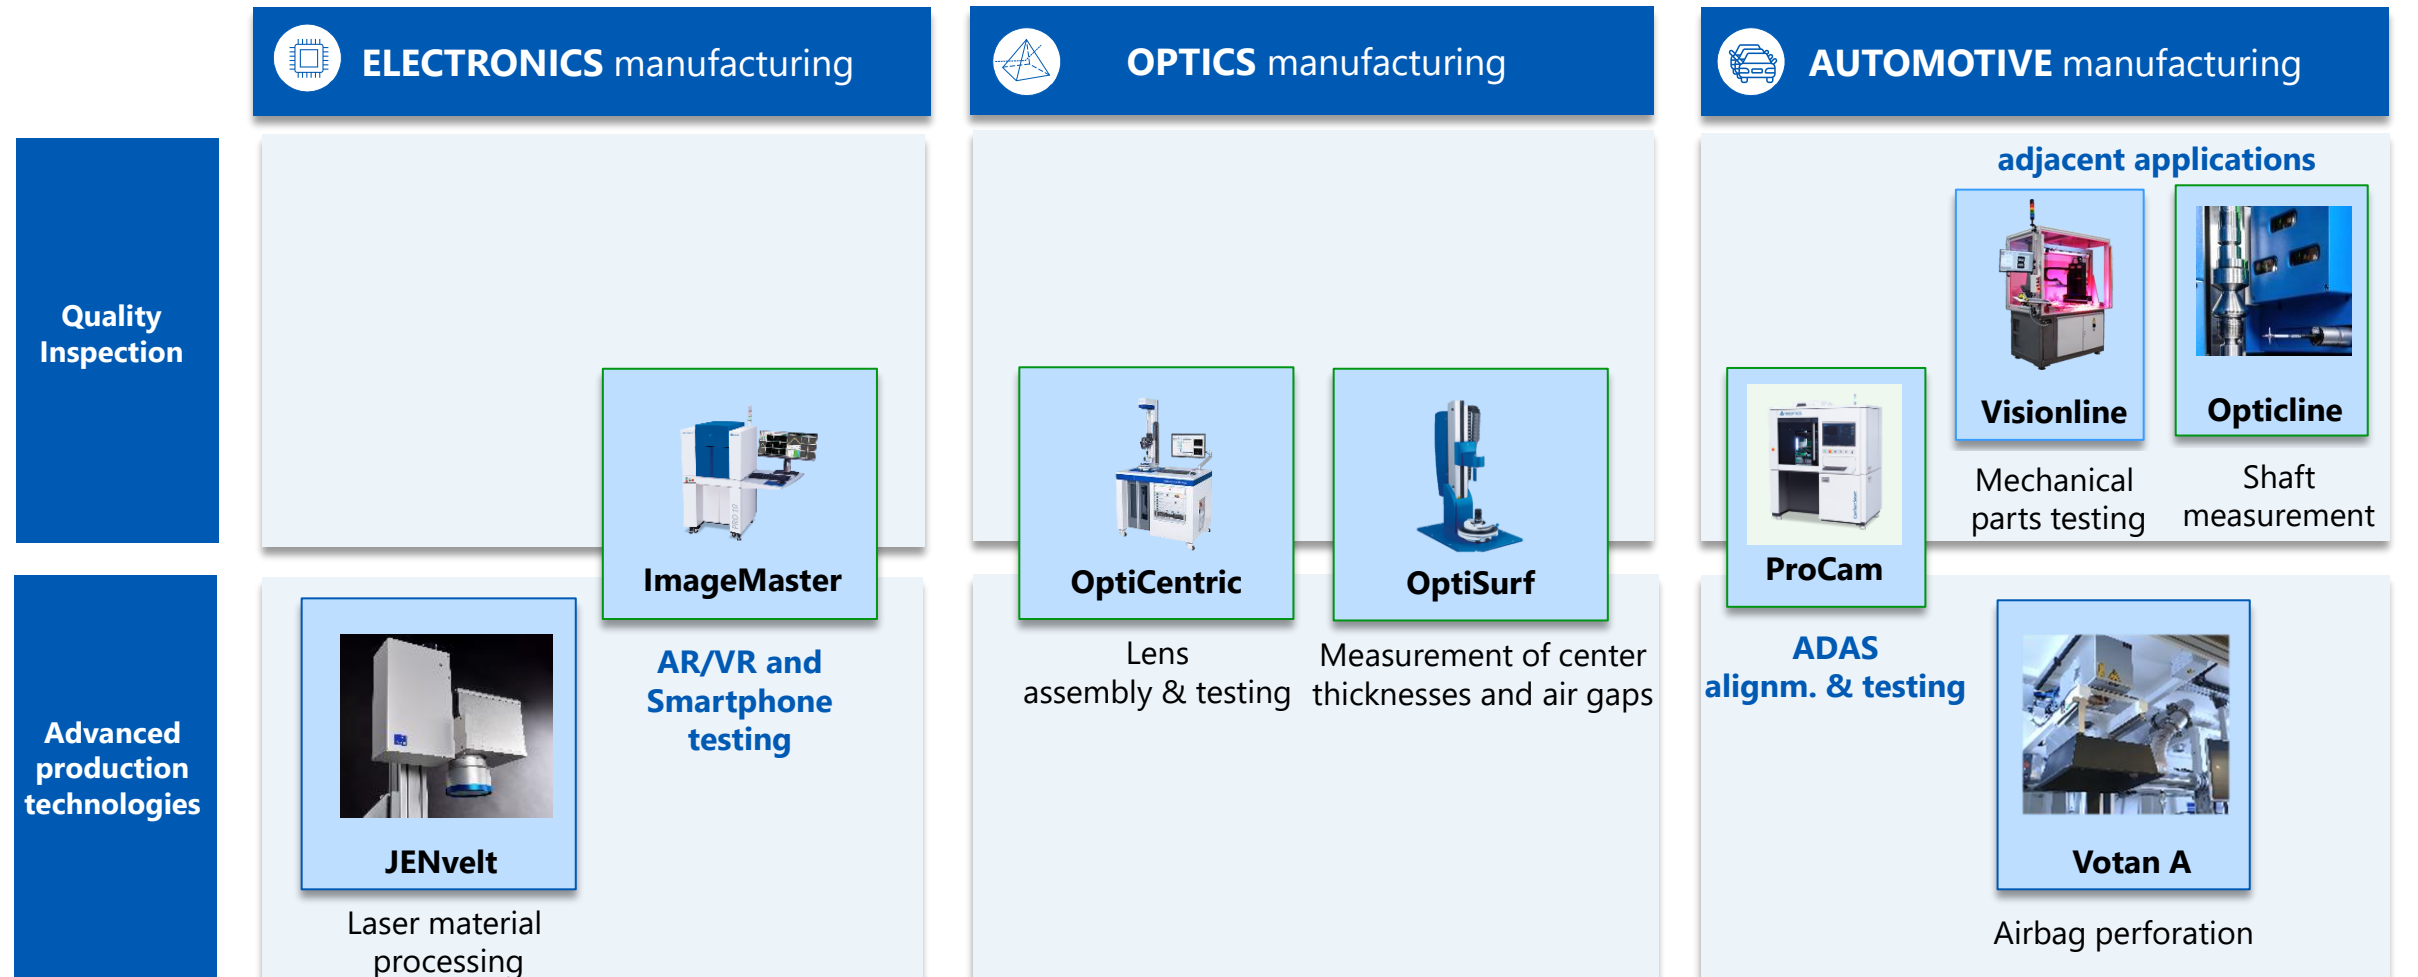 ELECTRONICS manufacturing
OPTICS manufacturing
AUTOMOTIVE manufacturing
Quality
Inspection
ImageMaster
OptiCentric
OptiSurf
adjacent applications
Visionline
Mechanical
parts testing
Opticline
Shaft
measurement
ProCam
Advanced
production
technologies
JENvelt
Laser material
processing
AR/VR and
Smartphone
testing
Lens
assembly & testing
Measurement of center
thicknesses and air gaps
ADAS
alignm. & testing
Votan A
Airbag perforation
PRO 10